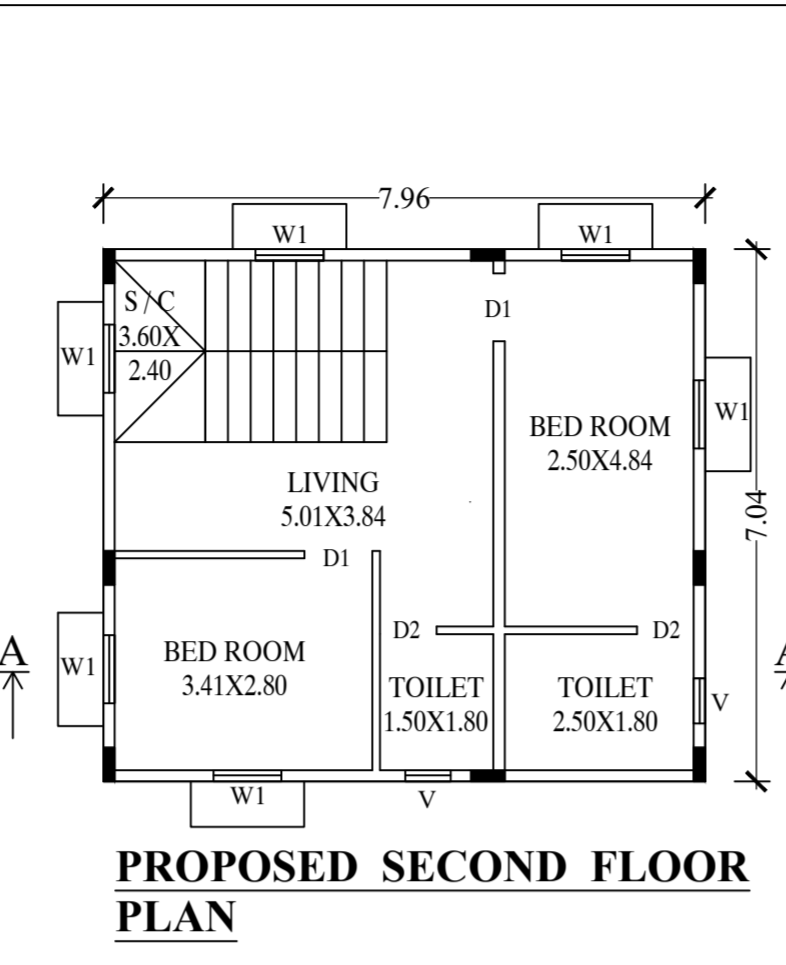 7.96
W1
W1
S / C
3.60X
2.40
D1
W1
W1
BED ROOM
2.50X4.84
LIVING
5.01X3.84
7.04
D1
D2
D2
A
A
W1
BED ROOM
3.41X2.80
TOILET
1.50X1.80
TOILET
2.50X1.80
V
W1
V
PROPOSED SECOND FLOOR
PLAN